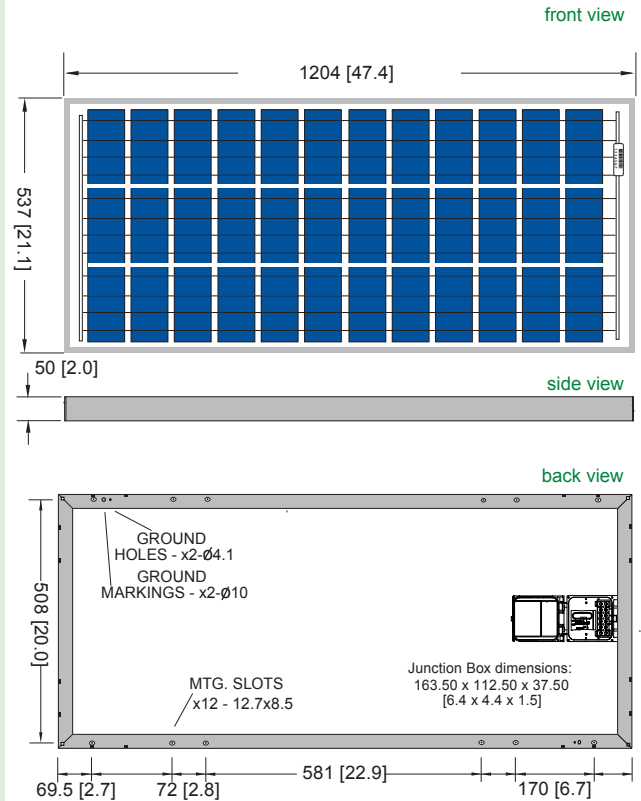 front view
1204 [47.4]
537 [21.1]
50 [2.0]
side view
back view
GROUND
HOLES - x2-Ø4.1
GROUND
MARKINGS - x2-Ø10
508 [20.0]
Junction Box dimensions:
163.50 x 112.50 x 37.50
[6.4 x 4.4 x 1.5]
MTG. SLOTS
x12 - 12.7x8.5
581 [22.9]
69.5 [2.7]
72 [2.8]
170 [6.7]